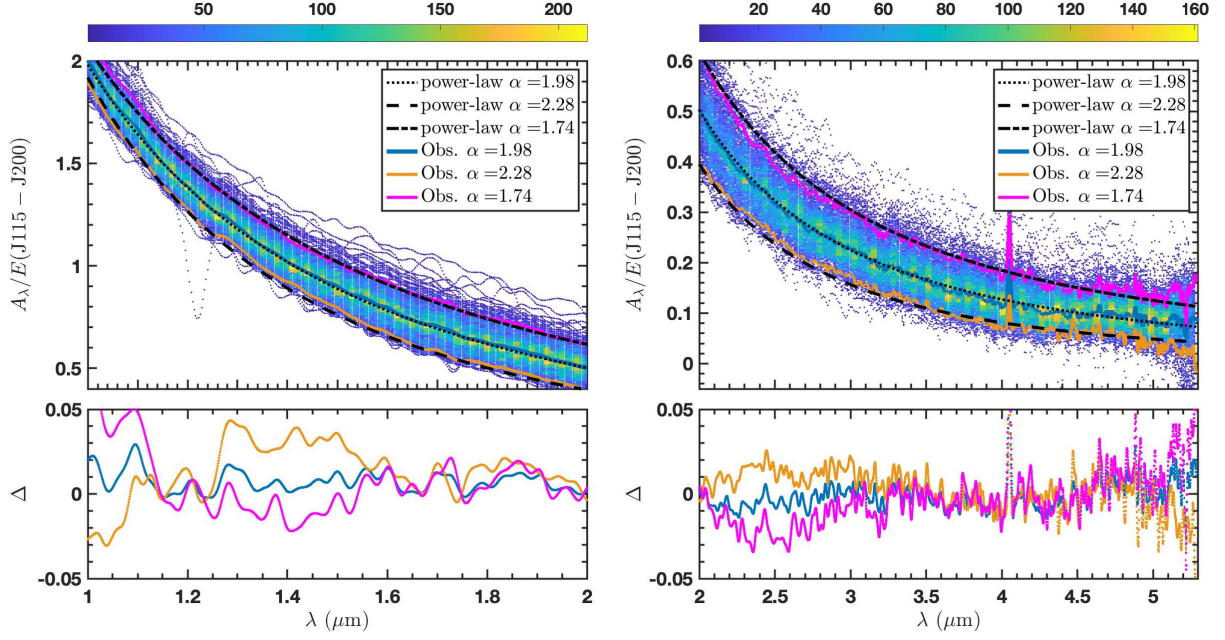 50 100 150 200
2
1.5
1
0.5
A_λ/E(J115 − J200)
power-law α =1.98
power-law α =2.28
power-law α =1.74
Obs. α =1.98
Obs. α =2.28
Obs. α =1.74
0.05
0
-0.05
Δ
1 1.2 1.4 1.6 1.8 2
λ (μm)
20 40 60 80 100 120 140 160
0.6
0.5
0.4
0.3
0.2
0.1
0
A_λ/E(J115 − J200)
power-law α =1.98
power-law α =2.28
power-law α =1.74
Obs. α =1.98
Obs. α =2.28
Obs. α =1.74
0.05
0
-0.05
Δ
2 2.5 3 3.5 4 4.5 5
λ (μm)